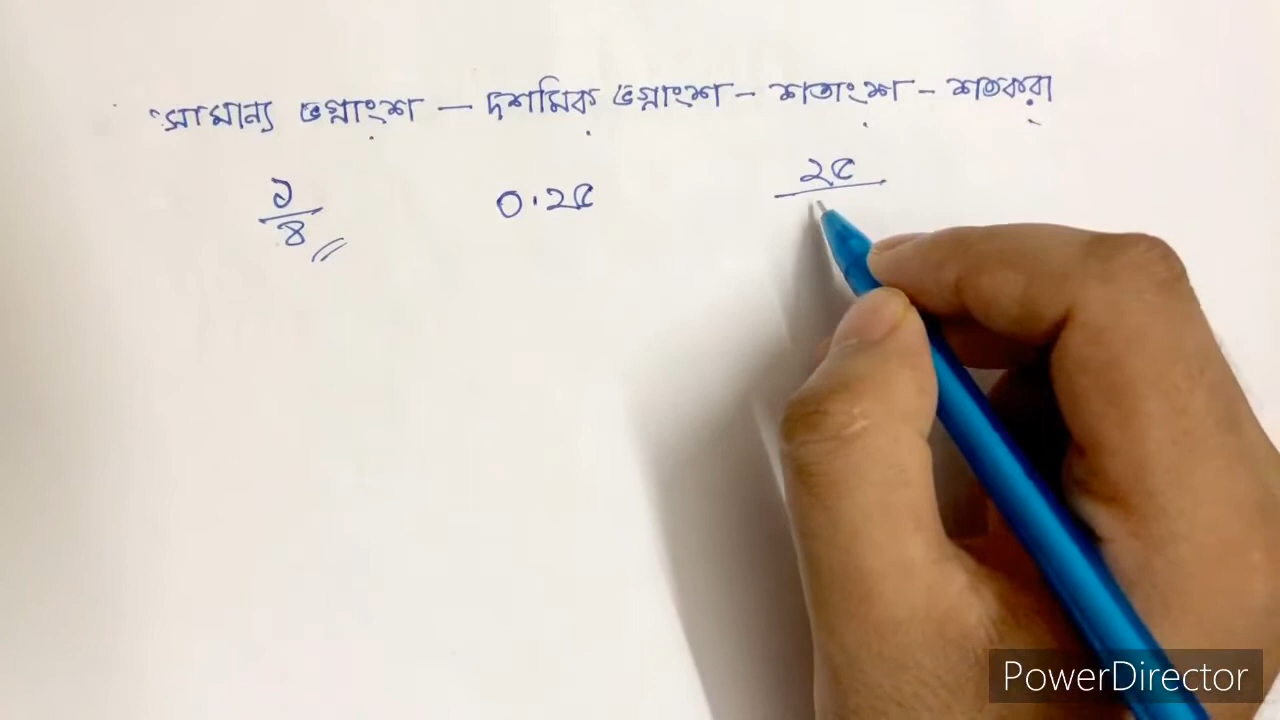 সামান্য ভগ্নাংশ — দশমিক ভগ্নাংশ – শতাংশ – শতকরা
১/৪ ০.২৫ ২৫
PowerDirector